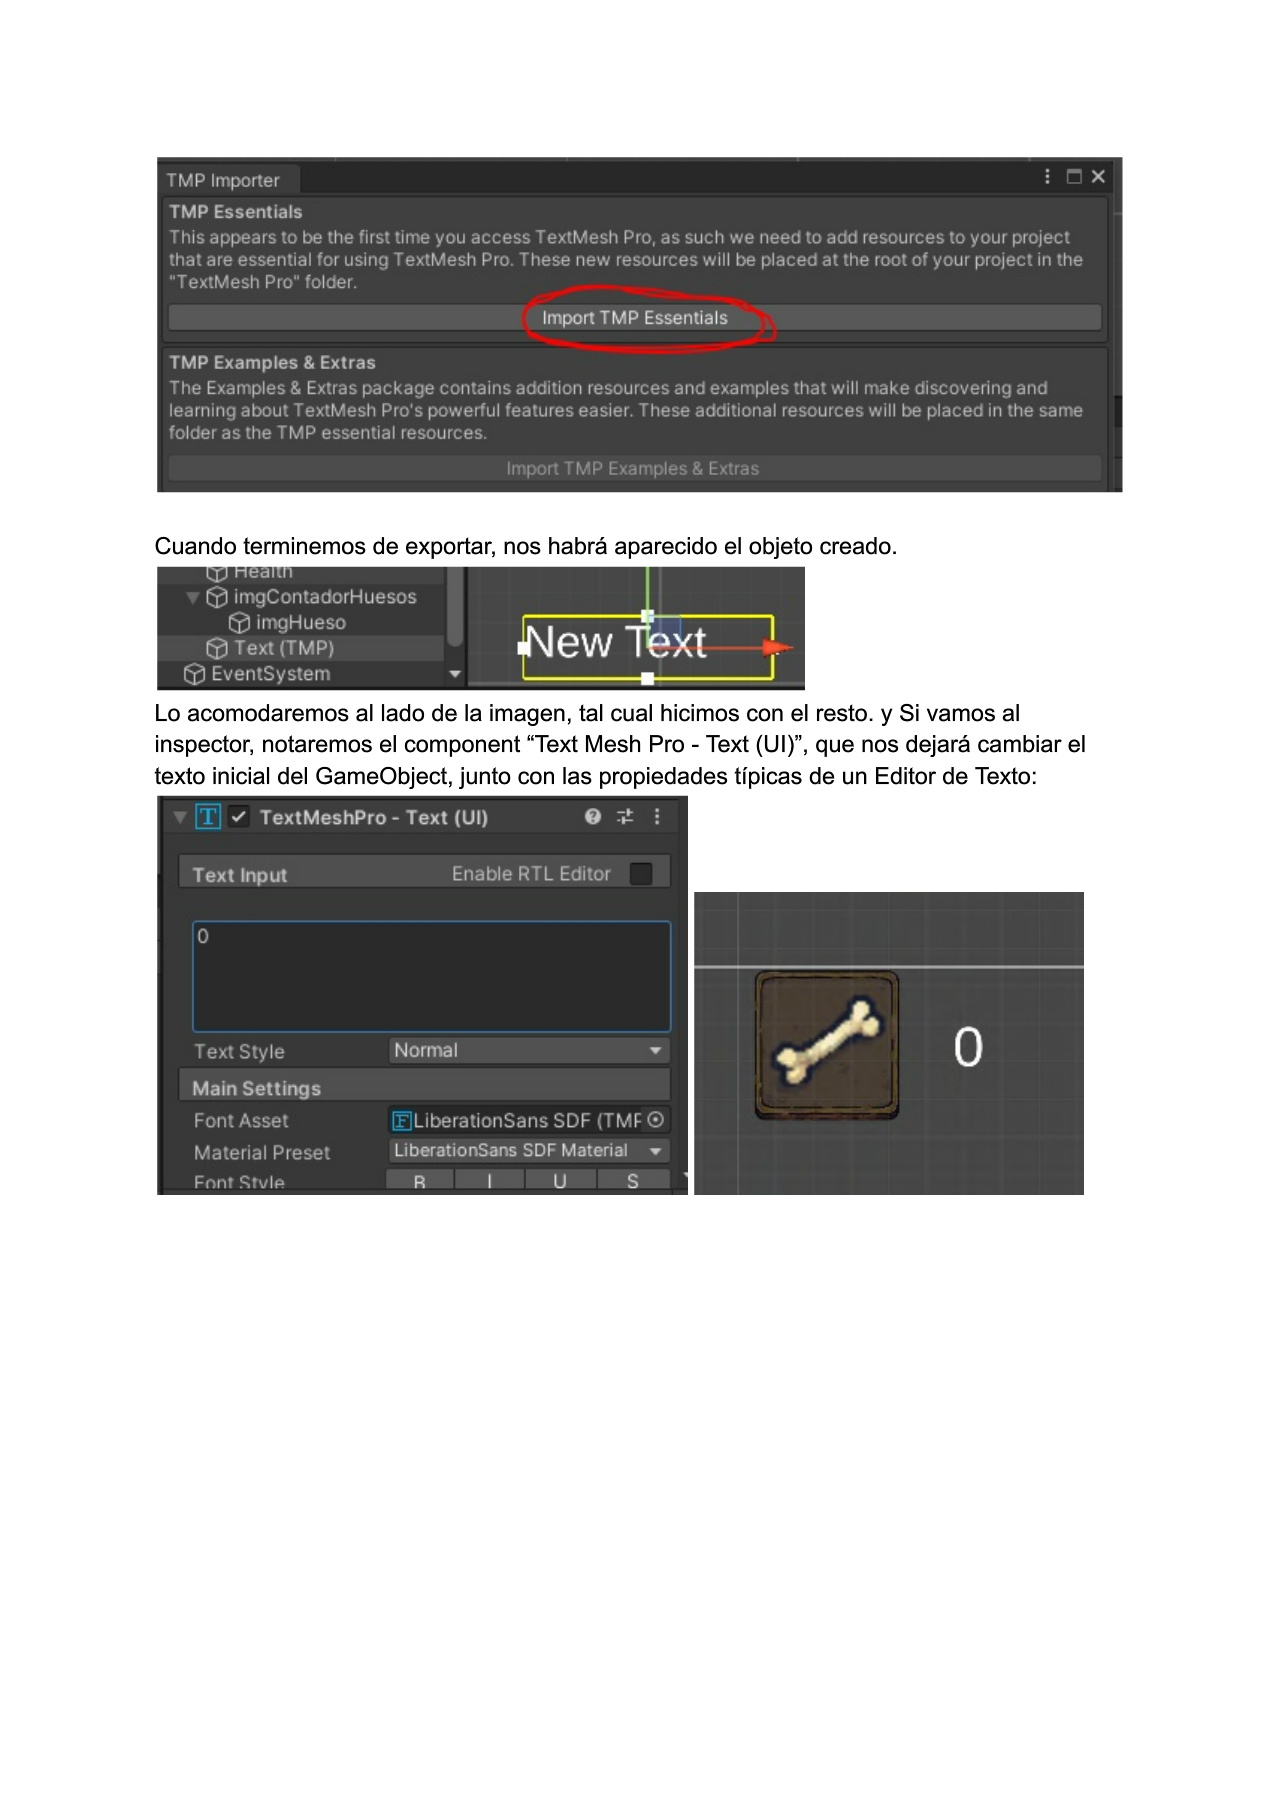 TMP Importer
TMP Essentials
This appears to be the first time you access TextMesh Pro, as such we need to add resources to your project
that are essential for using TextMesh Pro. These new resources will be placed at the root of your project in the
"TextMesh Pro" folder.
Import TMP Essentials
TMP Examples & Extras
The Examples & Extras package contains addition resources and examples that will make discovering and
learning about TextMesh Pro's powerful features easier. These additional resources will be placed in the same
folder as the TMP essential resources.
Import TMP Examples & Extras
Cuando terminemos de exportar, nos habrá aparecido el objeto creado.
Health
imgContadorHuesos
imgHueso
Text (TMP)
EventSystem
New Text
Lo acomodaremos al lado de la imagen, tal cual hicimos con el resto. y Si vamos al
inspector, notaremos el component “Text Mesh Pro - Text (UI)”, que nos dejará cambiar el
texto inicial del GameObject, junto con las propiedades típicas de un Editor de Texto:
TextMeshPro - Text (UI)
Text Input Enable RTL Editor
0
Text Style Normal
Main Settings
Font Asset LiberationSans SDF (TMP
Material Preset LiberationSans SDF Material
Font Style B I U S
0